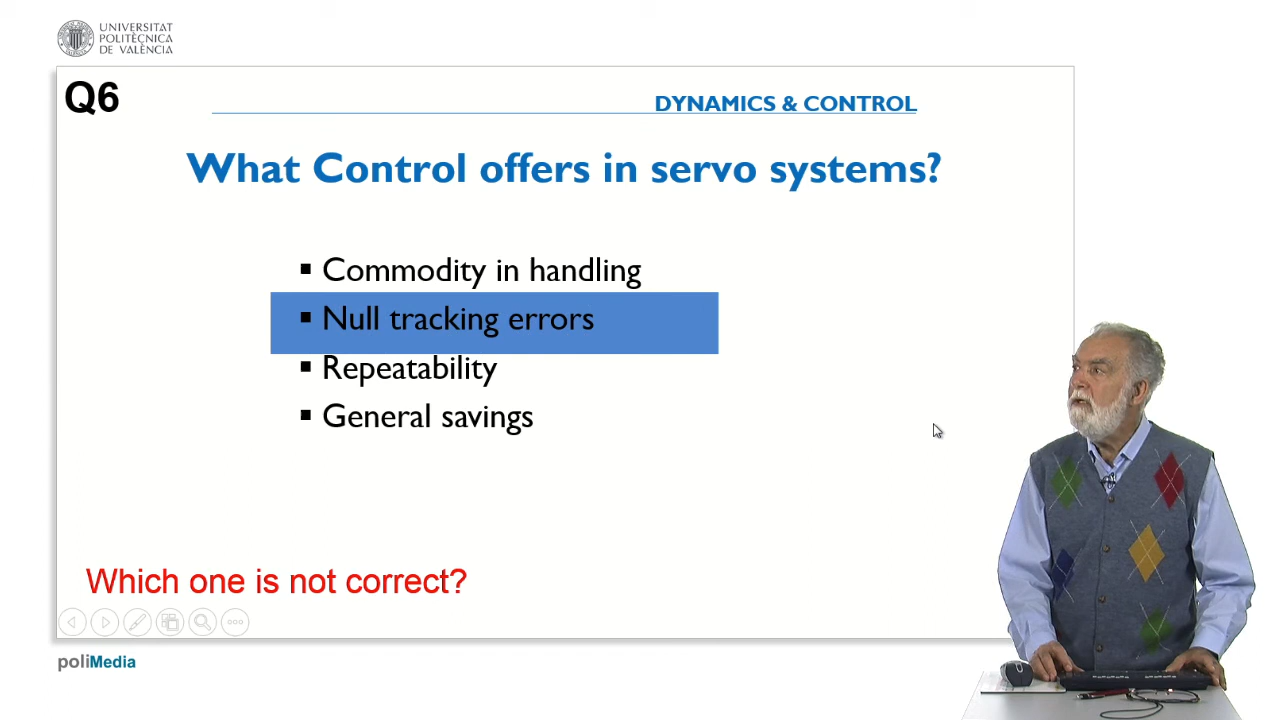 UNIVERSITAT
POLITÈCNICA
DE VALÈNCIA
Q6
DYNAMICS & CONTROL
What Control offers in servo systems?
▪ Commodity in handling
▪ Null tracking errors
▪ Repeatability
▪ General savings
Which one is not correct?
poliMedia